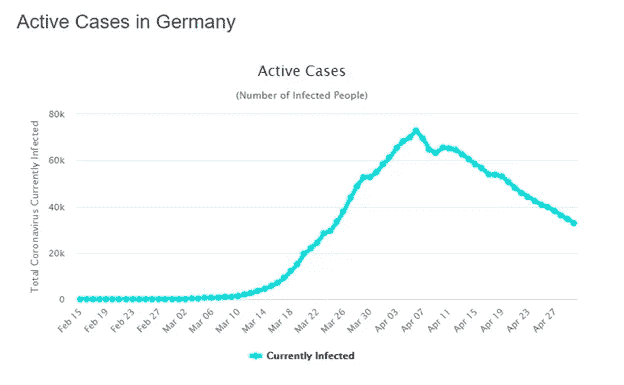 Active Cases in Germany
Active Cases
(Number of Infected People)
Total Coronavirus Currently Infected
80k
60k
40k
20k
0
Feb 15
Feb 19
Feb 23
Feb 27
Mar 02
Mar 06
Mar 10
Mar 14
Mar 18
Mar 22
Mar 26
Mar 30
Apr 03
Apr 07
Apr 11
Apr 15
Apr 19
Apr 23
Apr 27
Currently Infected